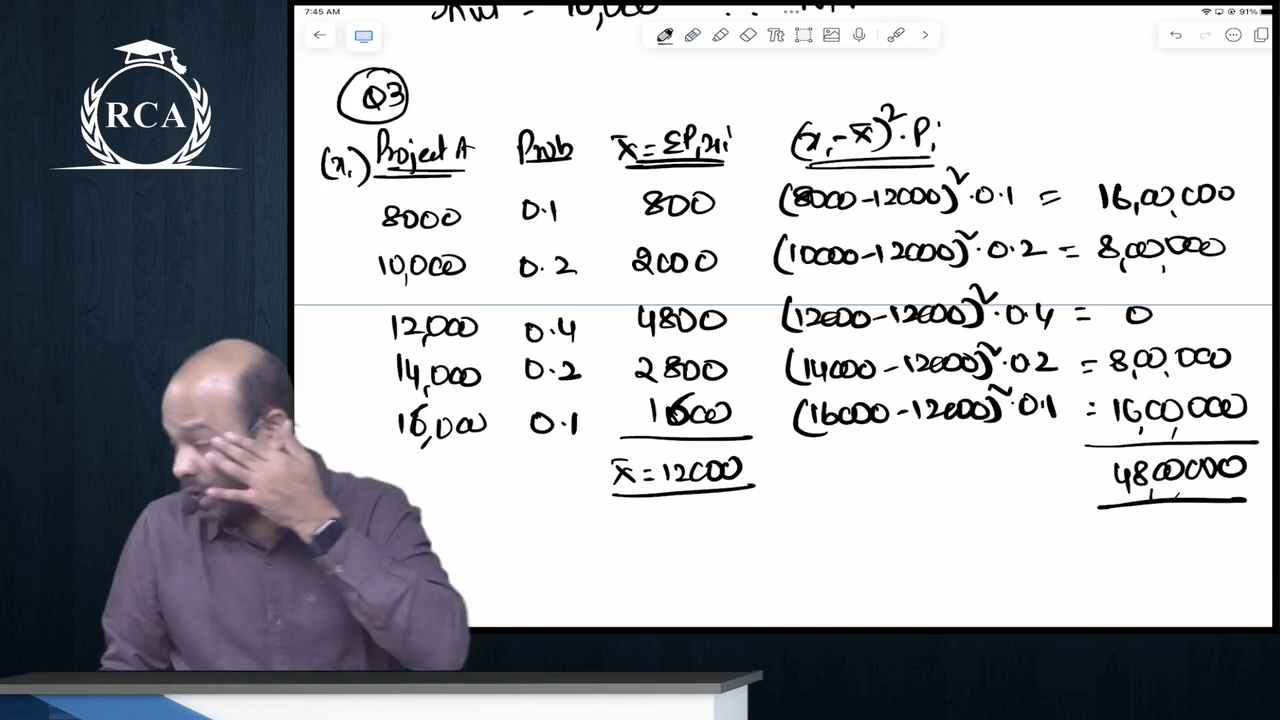 7:45 AM
91%
10,000
Tt
RCA
Q3
(xᵢ) Project A Prob x̄ = ΣPᵢxᵢ (xᵢ - x̄)² · Pᵢ
8000 0.1 800 (8000-12000)² · 0.1 = 16,00,000
10,000 0.2 2000 (10000-12000)² · 0.2 = 8,00,000
12,000 0.4 4800 (12000-12000)² · 0.4 = 0
14,000 0.2 2800 (14000-12000)² · 0.2 = 8,00,000
16,000 0.1 1600 (16000-12000)² · 0.1 = 16,00,000
x̄ = 12000 48,00,000